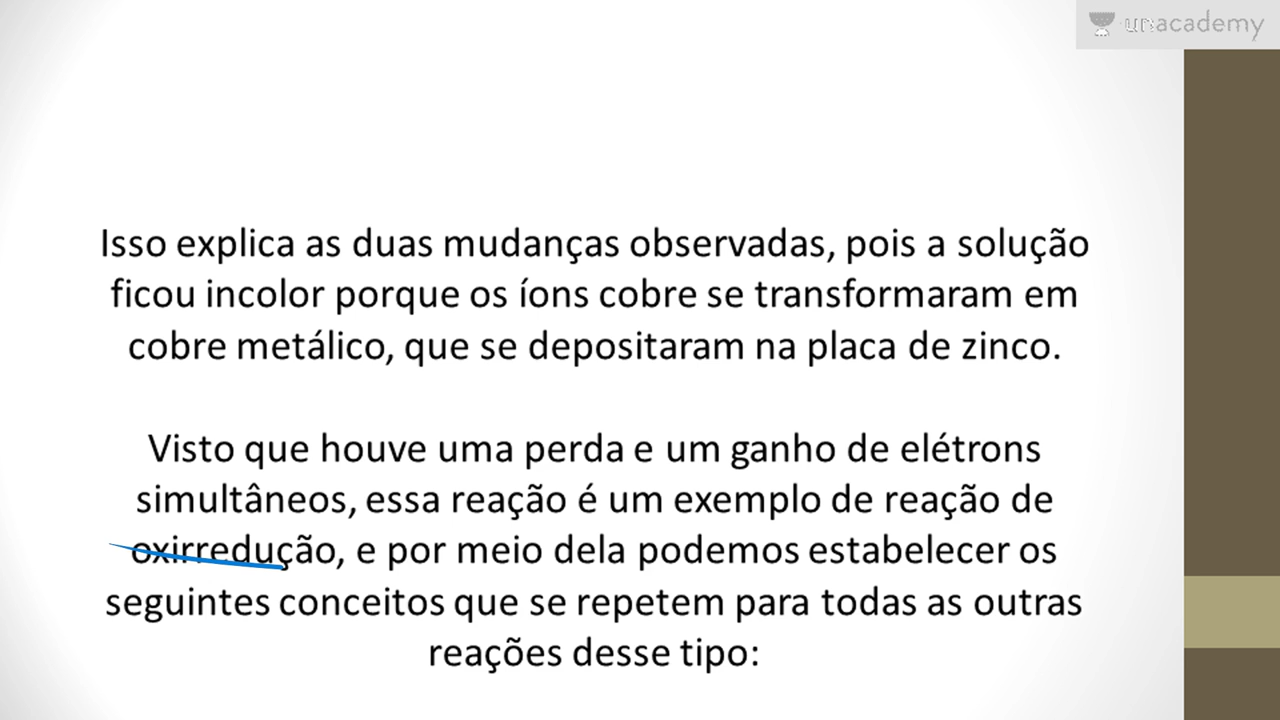 unacademy
Isso explica as duas mudanças observadas, pois a solução
ficou incolor porque os íons cobre se transformaram em
cobre metálico, que se depositaram na placa de zinco.
Visto que houve uma perda e um ganho de elétrons
simultâneos, essa reação é um exemplo de reação de
oxirredução, e por meio dela podemos estabelecer os
seguintes conceitos que se repetem para todas as outras
reações desse tipo: